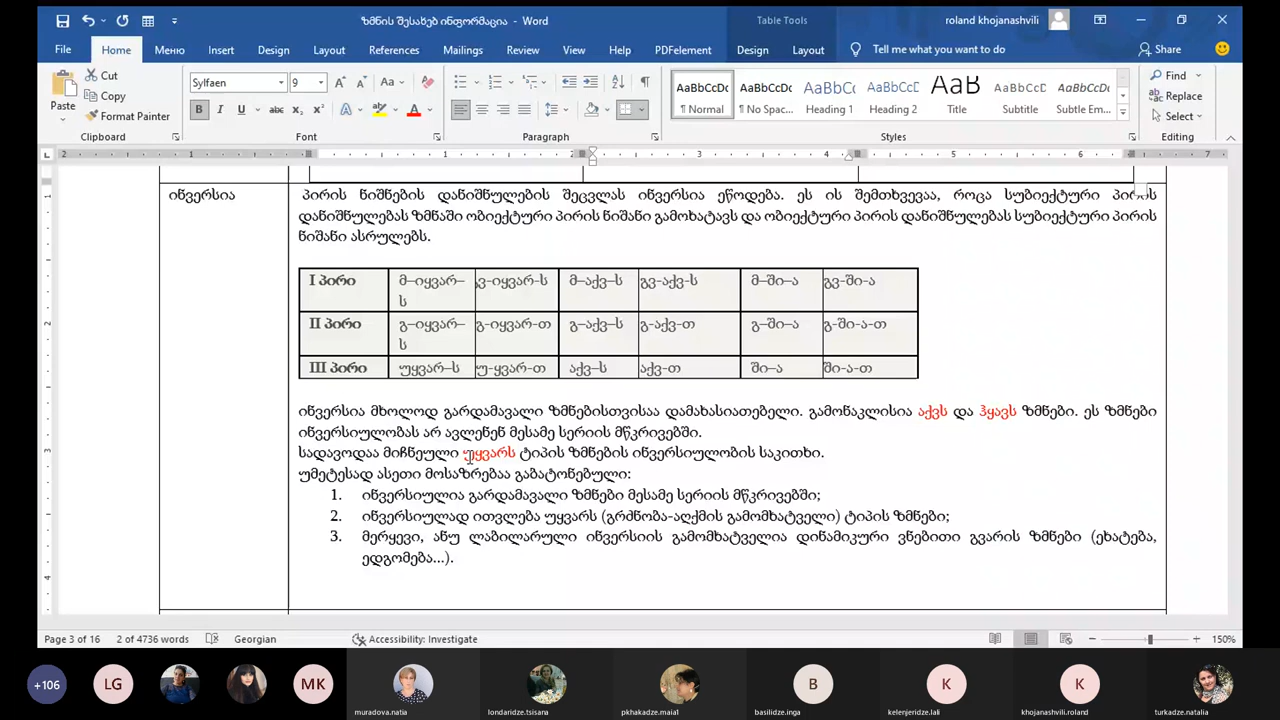 ზმნის შესახებ ინფორმაცია - Word
Table Tools
roland khojanashvili
File Home მენიუ Insert Design Layout References Mailings Review View Help PDFelement Design Layout Tell me what you want to do Share
Paste
Cut
Copy
Format Painter
Sylfaen 9
AaBbCcDc AaBbCcDc AaBbC( AaBbCcE AaB AaBbCcD AaBbCcDc
¶ Normal ¶ No Spac... Heading 1 Heading 2 Title Subtitle Subtle Em...
Find
Replace
Select
Clipboard Font Paragraph Styles Editing
ინვერსია
პირის ნიშნების დანიშნულების შეცვლას ინვერსია ეწოდება. ეს ის შემთხვევაა, როცა სუბიექტური პირის
დანიშნულებას ზმნაში ობიექტური პირის ნიშანი გამოხატავს და ობიექტური პირის დანიშნულებას სუბიექტური პირის
ნიშანი ასრულებს.
I პირი მ–იყვარ–ს ვ-იყვარ-ს მ–აქვ–ს გვ-აქვ-ს მ–ში–ა გვ-ში-ა
II პირი გ–იყვარ–ს გ-იყვარ-თ გ–აქვ–ს გ-აქვ-თ გ–ში–ა გ-ში-ა-თ
III პირი უყვარ–ს უ-ყვარ-თ აქვ–ს აქვ-თ ში–ა ში-ა-თ
ინვერსია მხოლოდ გარდამავალი ზმნებისთვისაა დამახასიათებელი. გამონაკლისია აქვს და ჰყავს ზმნები. ეს ზმნები
ინვერსიულობას არ ავლენენ მესამე სერიის მწკრივებში.
სადავოდაა მიჩნეული უყვარს ტიპის ზმნების ინვერსიულობის საკითხი.
უმეტესად ასეთი მოსაზრებაა გაბატონებული:
1. ინვერსიულია გარდამავალი ზმნები მესამე სერიის მწკრივებში;
2. ინვერსიულად ითვლება უყვარს (გრძნობა-აღქმის გამომხატველი) ტიპის ზმნები;
3. მერყევი, ანუ ლაბილარული ინვერსიის გამომხატველია დინამიკური ვნებითი გვარის ზმნები (ეხატება,
ედგომება...).
Page 3 of 16 2 of 4736 words Georgian Accessibility: Investigate 150%
+106 LG MK B K K
muradova.natia londaridze.tsisana pkhakadze.maia1 basilidze.inga kelenjeridze.lali khojanashvili.roland turkadze.natalia